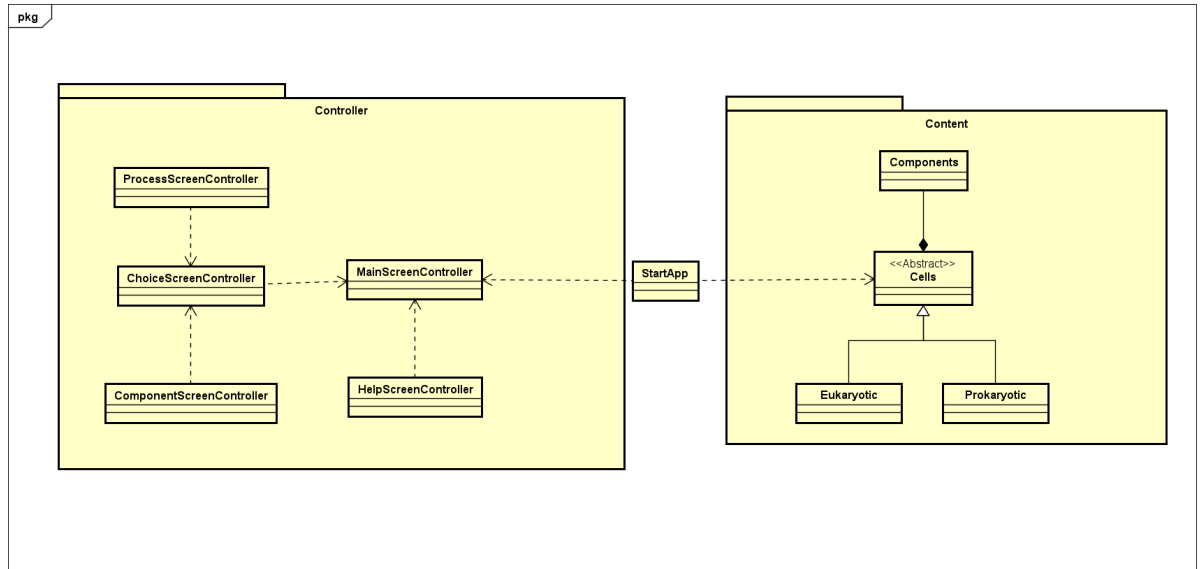 pkg
Controller
Content
ProcessScreenController
ChoiceScreenController
MainScreenController
ComponentScreenController
HelpScreenController
StartApp
Components
<<Abstract>>
Cells
Eukaryotic
Prokaryotic